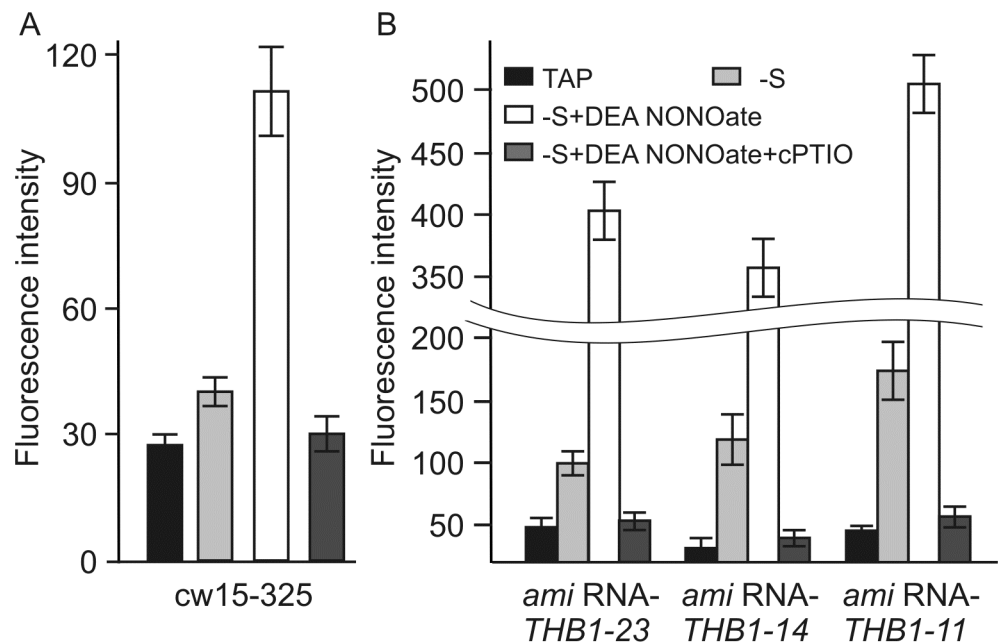 A
Fluorescence intensity
120
90
60
30
0
cw15-325
B
Fluorescence intensity
500
450
400
350
200
150
100
50
TAP
-S
-S+DEA NONOate
-S+DEA NONOate+cPTIO
ami RNA-
THB1-23
ami RNA-
THB1-14
ami RNA-
THB1-11